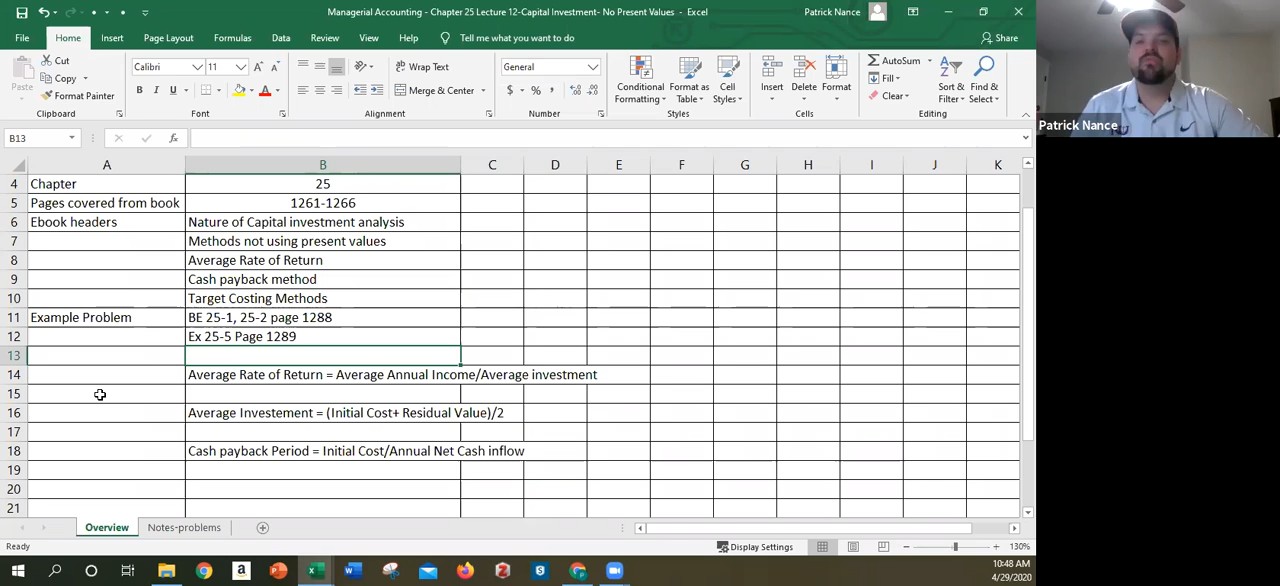 Managerial Accounting - Chapter 25 Lecture 12-Capital Investment- No Present Values - Excel
Patrick Nance
File Home Insert Page Layout Formulas Data Review View Help Tell me what you want to do Share
Paste
Cut
Copy
Format Painter
Calibri 11
B I U
Wrap Text
Merge & Center
General
$ % ,
Conditional Formatting
Format as Table
Cell Styles
Insert
Delete
Format
AutoSum
Fill
Clear
Sort & Filter
Find & Select
Clipboard Font Alignment Number Styles Cells Editing
B13 fx
A B C D E F G H I J K
4 Chapter 25
5 Pages covered from book 1261-1266
6 Ebook headers Nature of Capital investment analysis
7 Methods not using present values
8 Average Rate of Return
9 Cash payback method
10 Target Costing Methods
11 Example Problem BE 25-1, 25-2 page 1288
12 Ex 25-5 Page 1289
13
14 Average Rate of Return = Average Annual Income/Average investment
15
16 Average Investement = (Initial Cost+ Residual Value)/2
17
18 Cash payback Period = Initial Cost/Annual Net Cash inflow
19
20
21
Overview Notes-problems
Ready Display Settings 130%
10:48 AM
4/29/2020
Patrick Nance